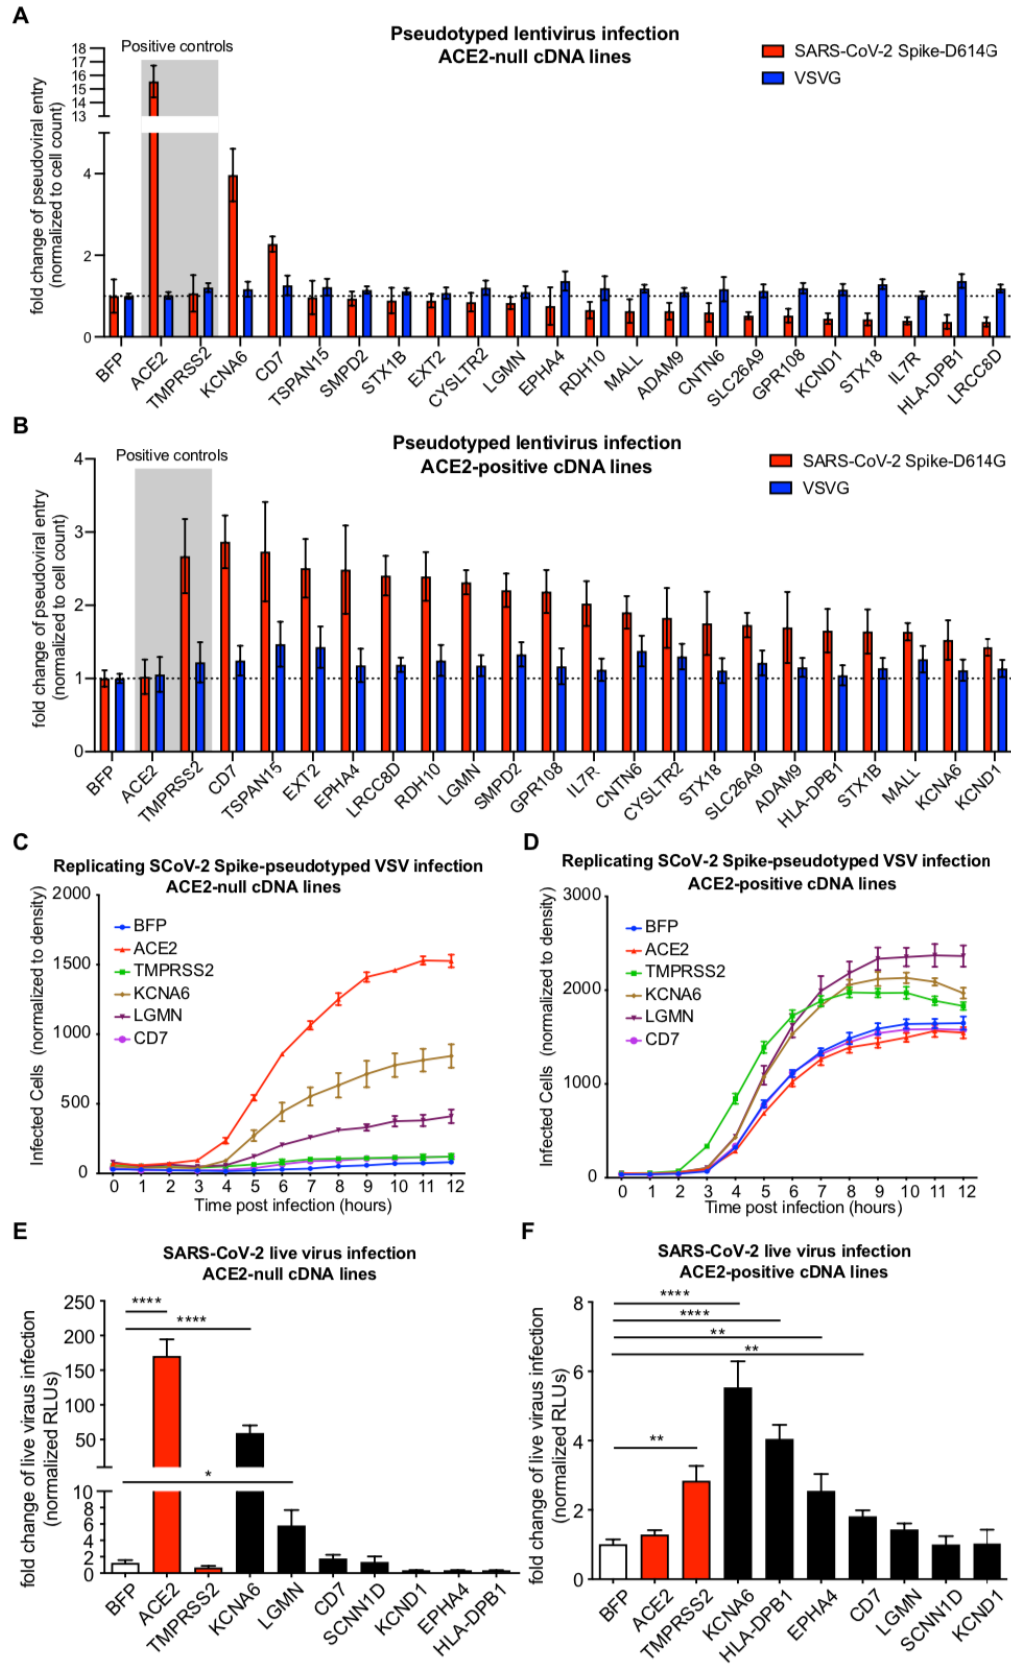 A
Pseudotyped lentivirus infection
ACE2-null cDNA lines
Positive controls
SARS-CoV-2 Spike-D614G
VSVG
fold change of pseudoviral entry
(normalized to cell count)
18
17
16
15
14
13
4
2
0
BFP
ACE2
TMPRSS2
KCNA6
CD7
TSPAN15
SMPD2
STX1B
EXT2
CYSLTR2
LGMN
EPHA4
RDH10
MALL
ADAM9
CNTN6
SLC26A9
GPR108
KCND1
STX18
IL7R
HLA-DPB1
LRCC8D
B
Pseudotyped lentivirus infection
ACE2-positive cDNA lines
Positive controls
SARS-CoV-2 Spike-D614G
VSVG
fold change of pseudoviral entry
(normalized to cell count)
4
3
2
1
0
BFP
ACE2
TMPRSS2
CD7
TSPAN15
EXT2
EPHA4
LRCC8D
RDH10
LGMN
SMPD2
GPR108
IL7R
CNTN6
CYSLTR2
STX18
SLC26A9
ADAM9
HLA-DPB1
STX1B
MALL
KCNA6
KCND1
C
Replicating SCoV-2 Spike-pseudotyped VSV infection
ACE2-null cDNA lines
Infected Cells (normalized to density)
2000
1500
1000
500
0
BFP
ACE2
TMPRSS2
KCNA6
LGMN
CD7
0 1 2 3 4 5 6 7 8 9 10 11 12
Time post infection (hours)
D
Replicating SCoV-2 Spike-pseudotyped VSV infection
ACE2-positive cDNA lines
Infected Cells (normalized to density)
3000
2000
1000
0
BFP
ACE2
TMPRSS2
KCNA6
LGMN
CD7
0 1 2 3 4 5 6 7 8 9 10 11 12
Time post infection (hours)
E
SARS-CoV-2 live virus infection
ACE2-null cDNA lines
fold change of live viraus infection
(normalized RLUs)
250
200
150
100
50
10
8
6
4
2
0
****
****
*
BFP
ACE2
TMPRSS2
KCNA6
LGMN
CD7
SCNN1D
KCND1
EPHA4
HLA-DPB1
F
SARS-CoV-2 live virus infection
ACE2-positive cDNA lines
fold change of live viraus infection
(normalized RLUs)
8
6
4
2
0
****
****
**
**
**
BFP
ACE2
TMPRSS2
KCNA6
HLA-DPB1
EPHA4
CD7
LGMN
SCNN1D
KCND1